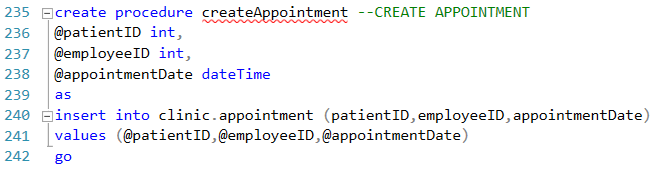 235 create procedure createAppointment --CREATE APPOINTMENT
236 @patientID int,
237 @employeeID int,
238 @appointmentDate dateTime
239 as
240 insert into clinic.appointment (patientID,employeeID,appointmentDate)
241 values (@patientID,@employeeID,@appointmentDate)
242 go